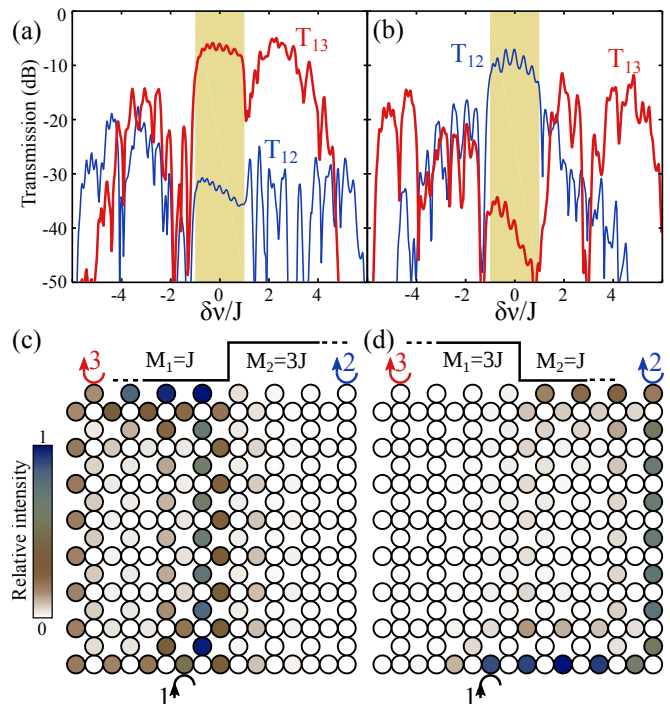 (a) T₁₃ T₁₂
(b) T₁₂ T₁₃
Transmission (dB)
0
-10
-20
-30
-40
-50
-4 -2 0 2 4
-4 -2 0 2 4
δν/J
δν/J
(c) 3 M₁=J M₂=3J 2
(d) 3 M₁=3J M₂=J 2
Relative intensity
1
0
1
1